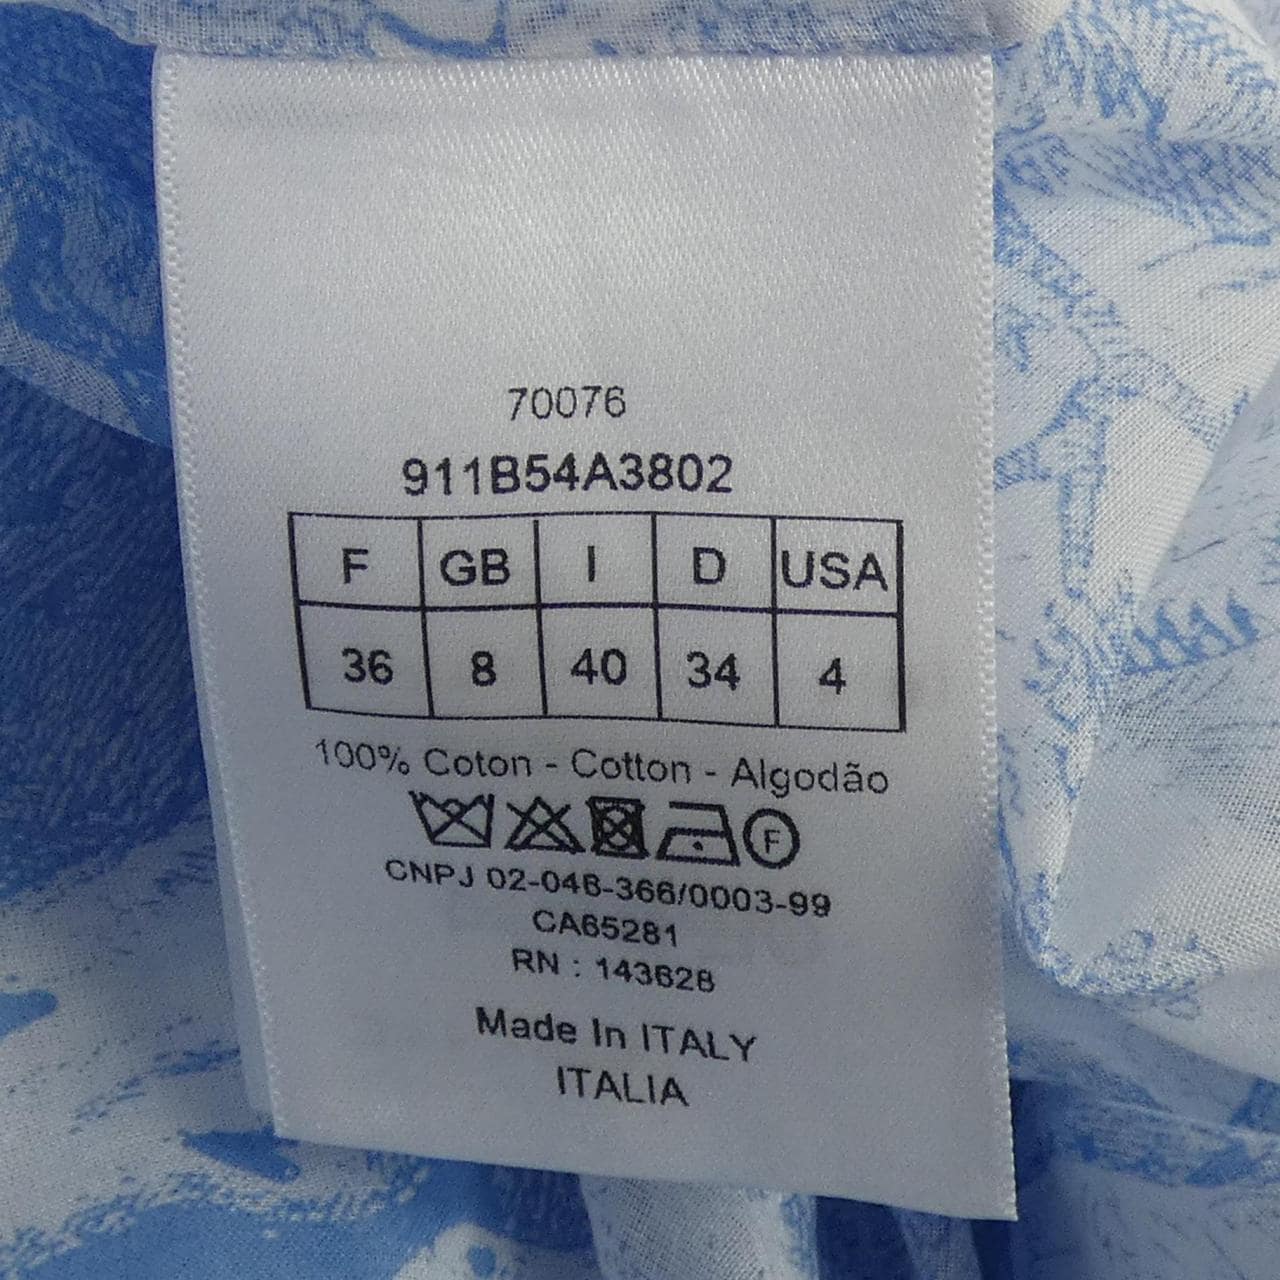 70076
911B54A3802
F GB I D USA
36 8 40 34 4
100% Coton - Cotton - Algodão
F
CNPJ 02-046-366/0003-99
CA65281
RN : 143628
Made In ITALY
ITALIA